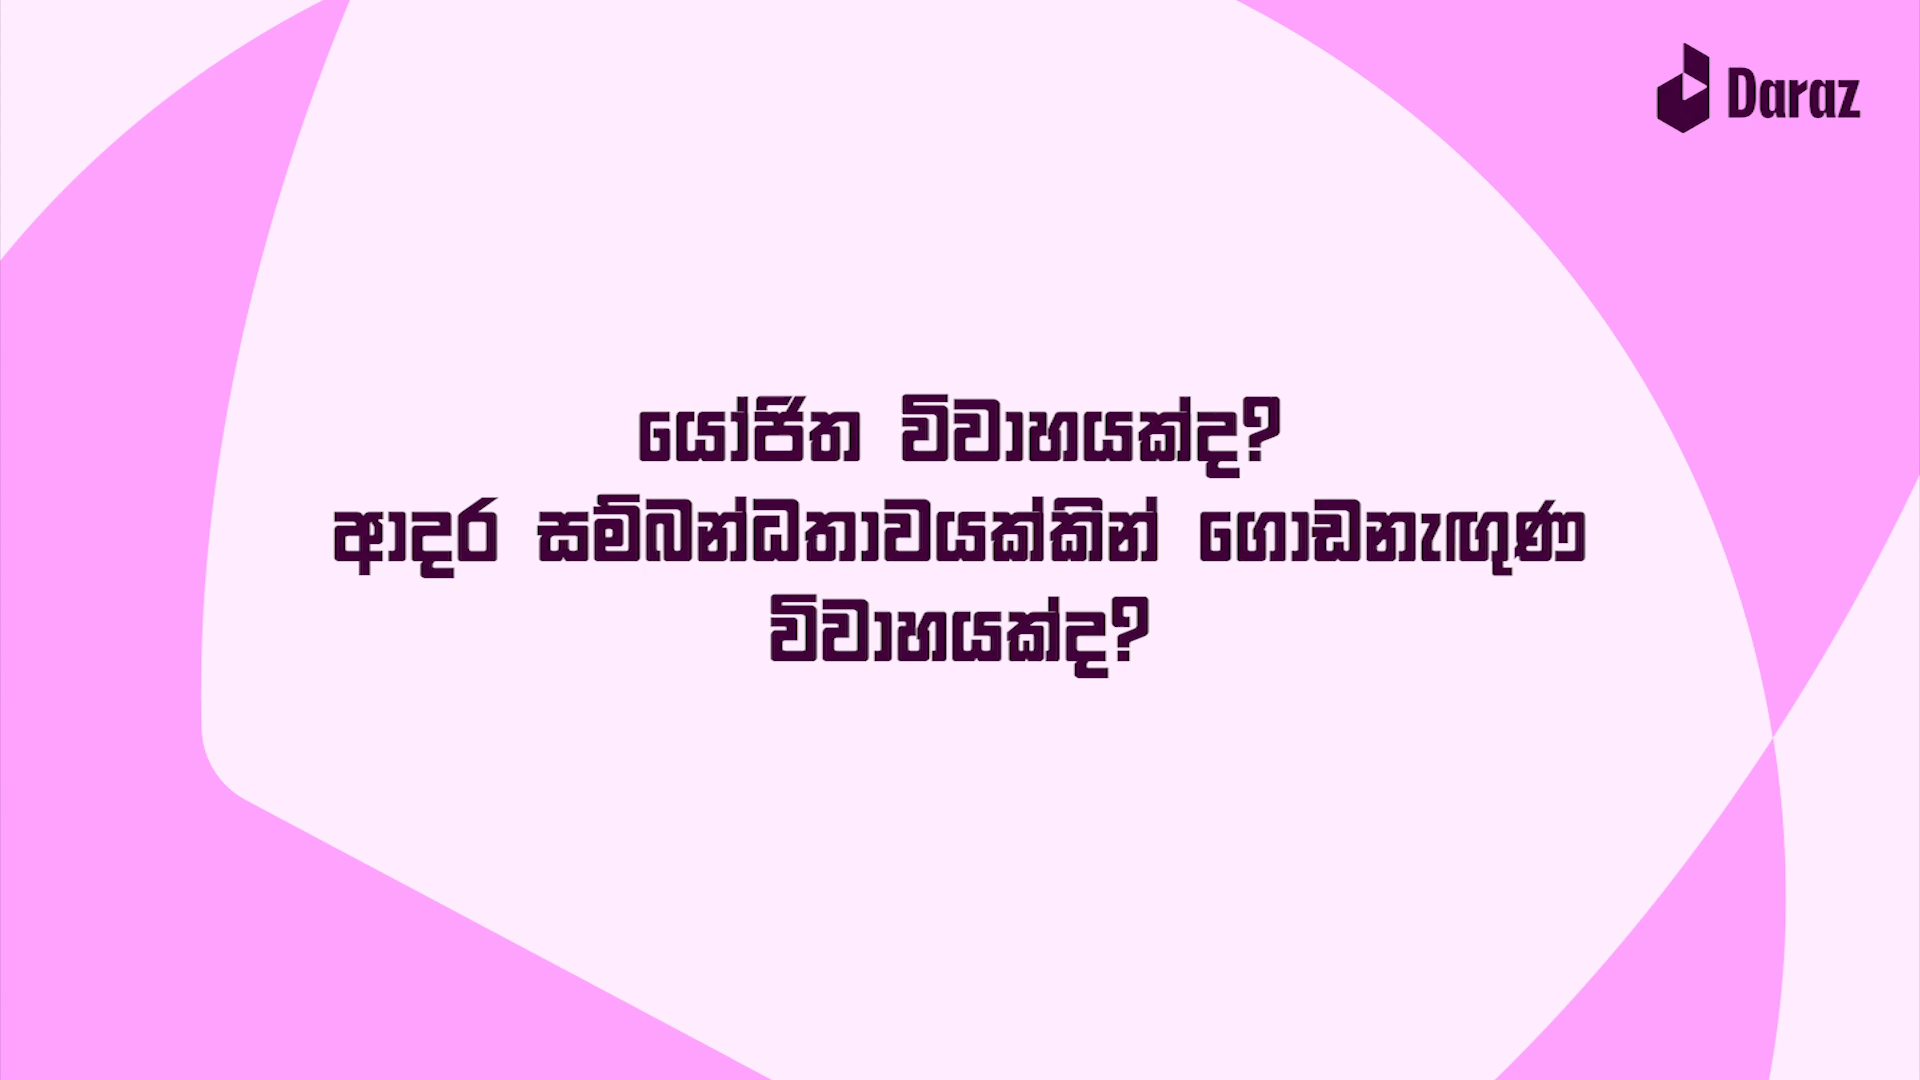 Daraz
යෝජිත විවාහයක්ද?
ආදර සම්බන්ධතාවයක්කින් ගොඩනැඟුණ
විවාහයක්ද?